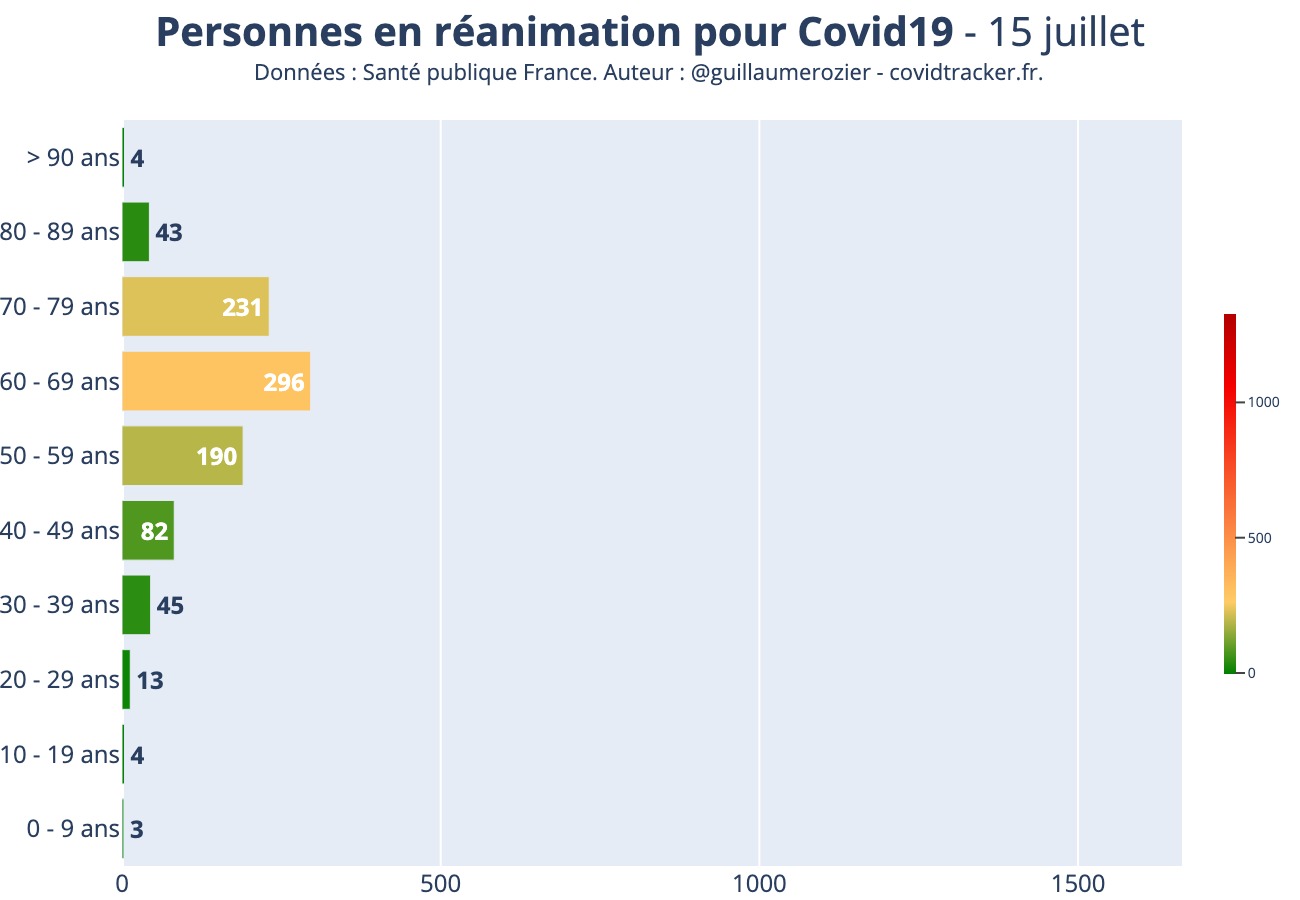 Personnes en réanimation pour Covid19 - 15 juillet
Données : Santé publique France. Auteur : @guillaumerozier - covidtracker.fr.
> 90 ans 4
80 - 89 ans 43
70 - 79 ans 231
60 - 69 ans 296
50 - 59 ans 190
40 - 49 ans 82
30 - 39 ans 45
20 - 29 ans 13
10 - 19 ans 4
0 - 9 ans 3
0 500 1000 1500
1000
500
0